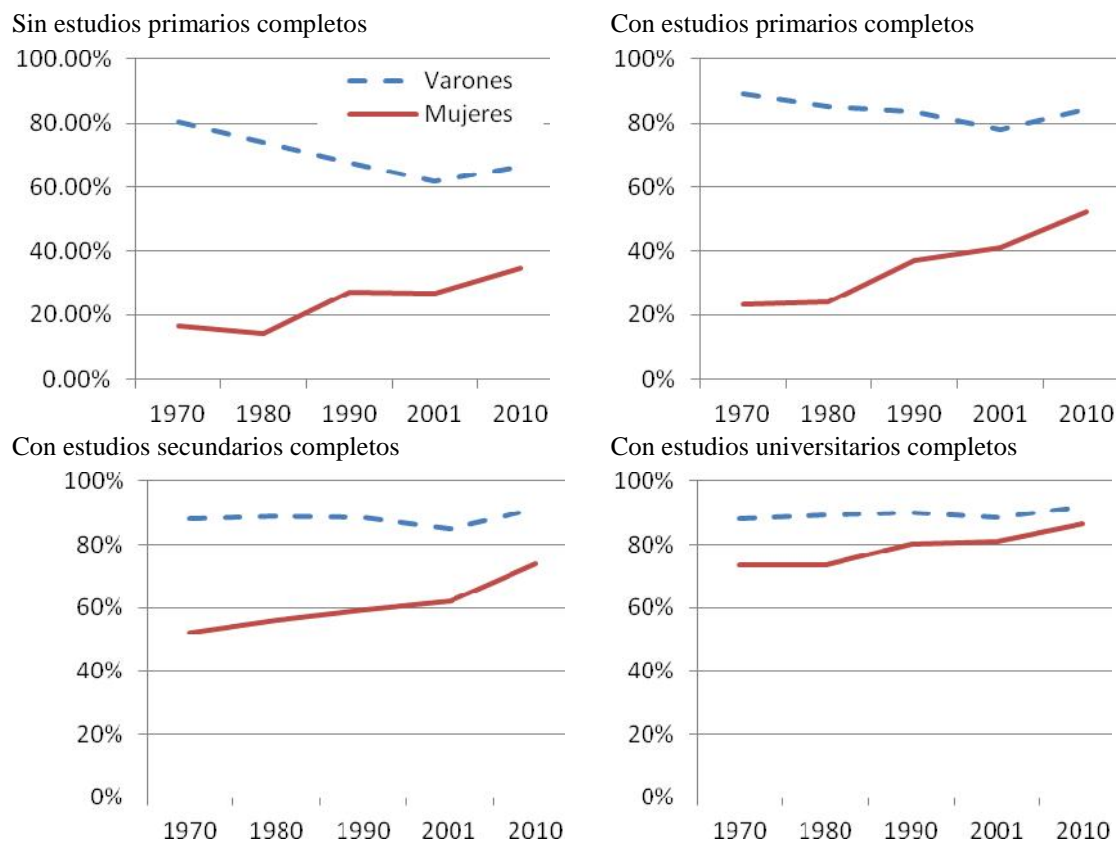 Sin estudios primarios completos
100.00%
80.00%
60.00%
40.00%
20.00%
0.00%
Varones
Mujeres
1970 1980 1990 2001 2010
Con estudios primarios completos
100%
80%
60%
40%
20%
0%
1970 1980 1990 2001 2010
Con estudios secundarios completos
100%
80%
60%
40%
20%
0%
1970 1980 1990 2001 2010
Con estudios universitarios completos
100%
80%
60%
40%
20%
0%
1970 1980 1990 2001 2010